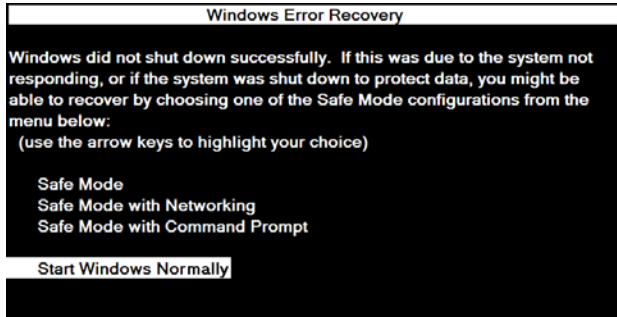 Windows Error Recovery
Windows did not shut down successfully. If this was due to the system not
responding, or if the system was shut down to protect data, you might be
able to recover by choosing one of the Safe Mode configurations from the
menu below:
(use the arrow keys to highlight your choice)
Safe Mode
Safe Mode with Networking
Safe Mode with Command Prompt
Start Windows Normally